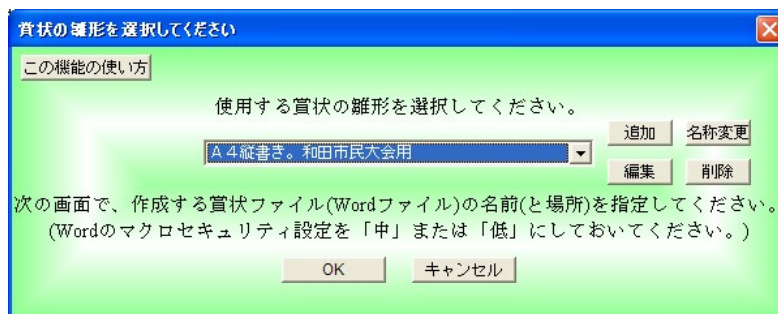 賞状の雛形を選択してください
この機能の使い方
使用する賞状の雛形を選択してください。
A4縦書き。和田市民大会用
追加 名称変更
編集 削除
次の画面で、作成する賞状ファイル(Wordファイル)の名前(と場所)を指定してください。
(Wordのマクロセキュリティ設定を「中」または「低」にしておいてください。)
OK キャンセル